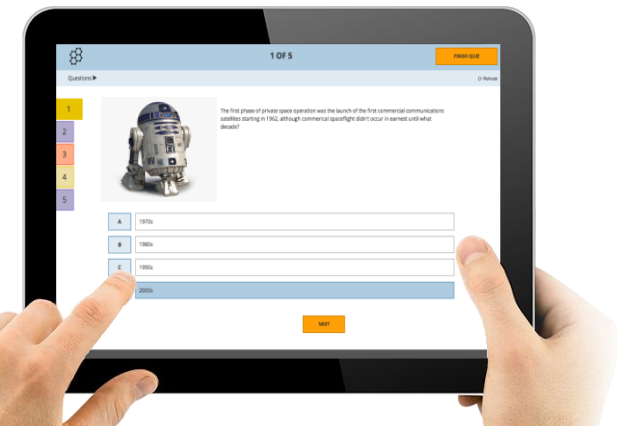 1 OF 5
FINISH QUIZ
Questions
Refresh
1
2
3
4
5
The first phase of private space operation was the launch of the first commercial communications
satellites starting in 1962, although commerical spaceflight didn't occur in earnest until what
decade?
A 1970s
B 1980s
C 1990s
2000s
NEXT